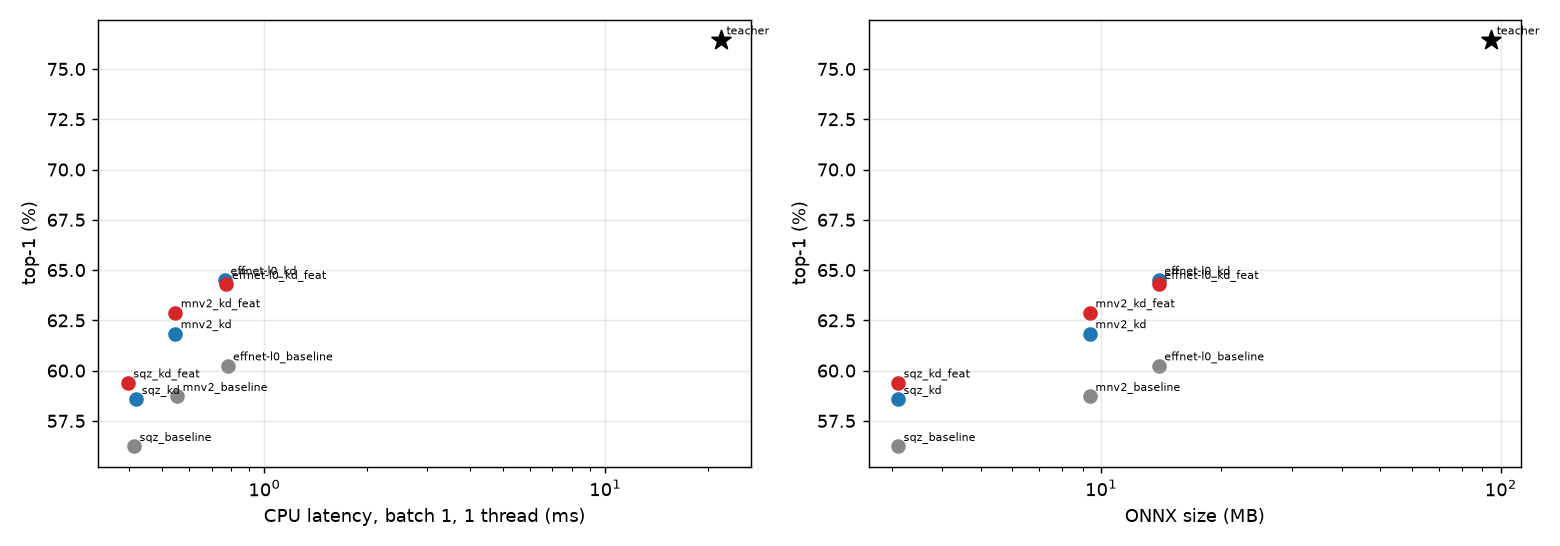 teacher
75.0
72.5
70.0
67.5
65.0
62.5
60.0
57.5
top-1 (%)
effnet-l0_kd
effnet-l0_kd_feat
mnv2_kd_feat
mnv2_kd
effnet-l0_baseline
sqz_kd_feat
mnv2_baseline
sqz_kd
sqz_baseline
10⁰
10¹
CPU latency, batch 1, 1 thread (ms)
teacher
75.0
72.5
70.0
67.5
65.0
62.5
60.0
57.5
top-1 (%)
effnet-l0_kd
effnet-l0_kd_feat
mnv2_kd_feat
mnv2_kd
effnet-l0_baseline
mnv2_baseline
sqz_kd_feat
sqz_kd
sqz_baseline
10¹
10²
ONNX size (MB)